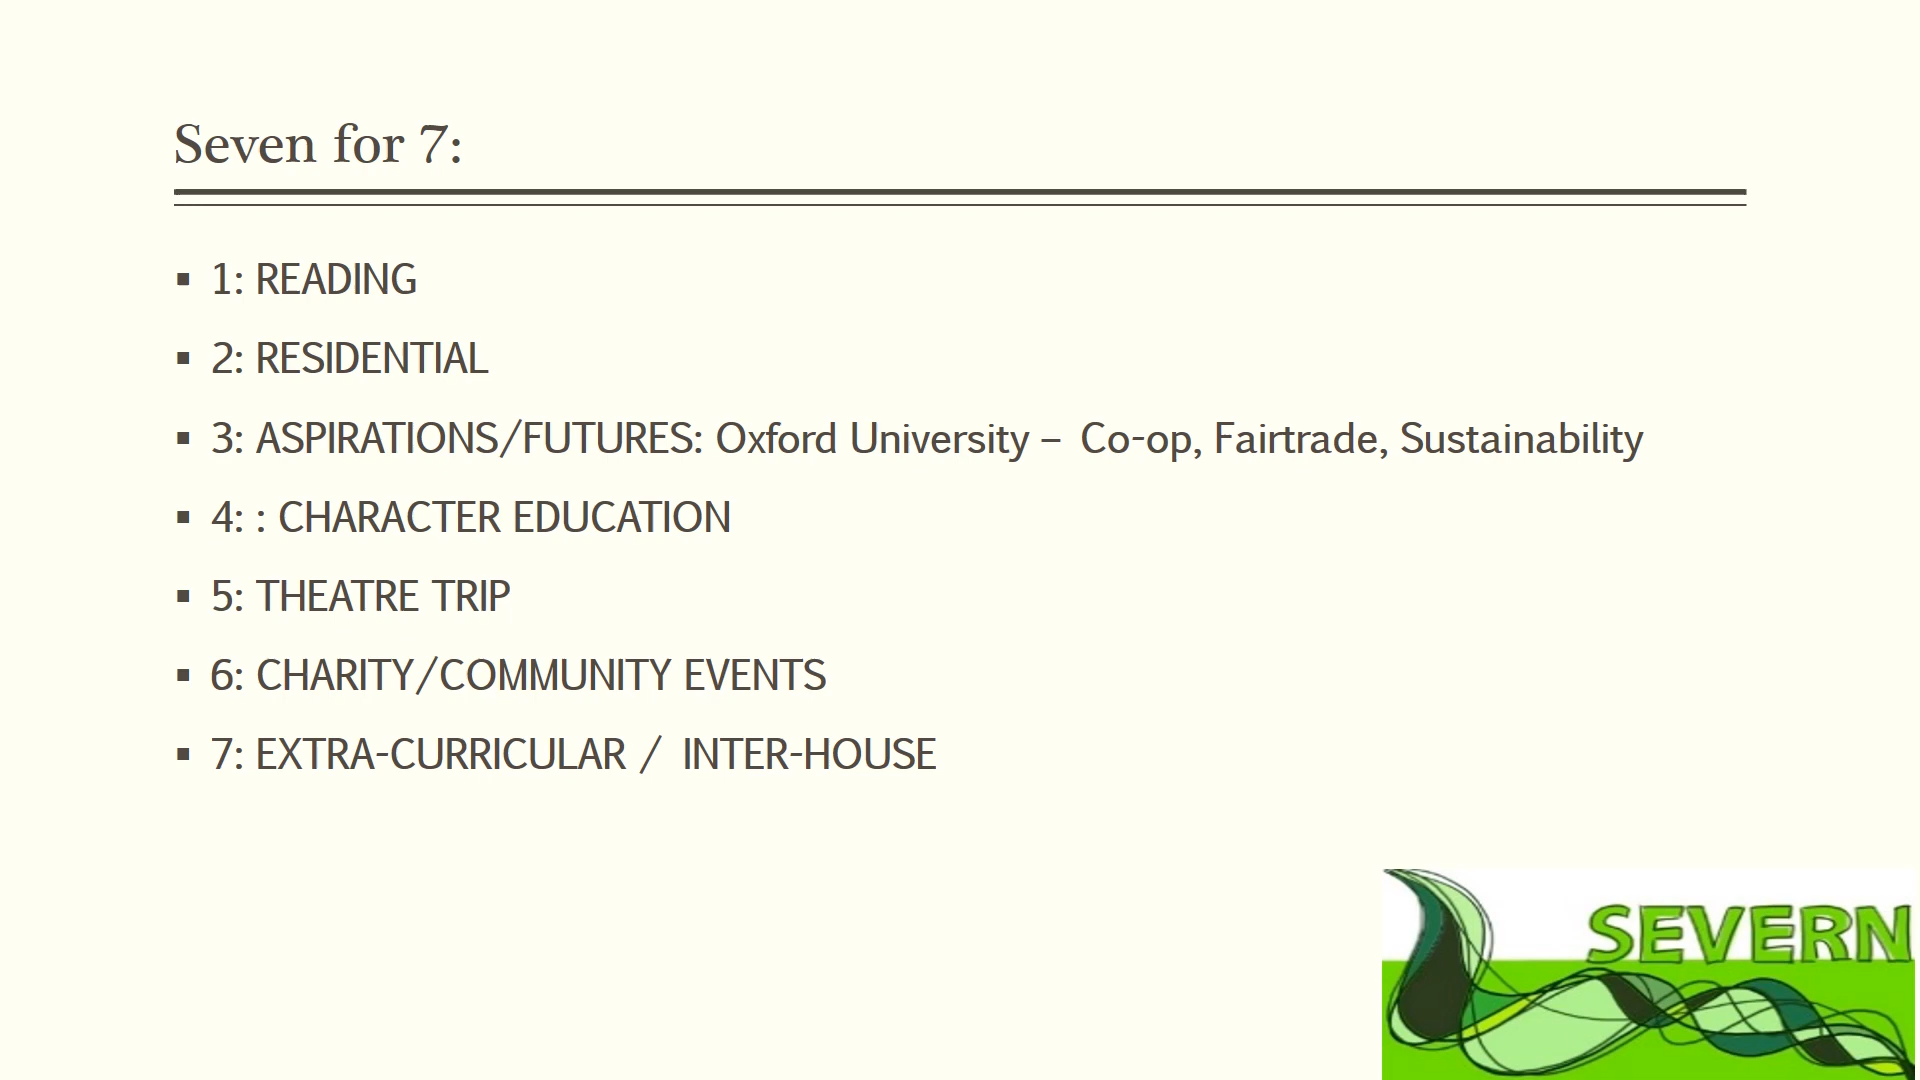 Seven for 7:
▪ 1: READING
▪ 2: RESIDENTIAL
▪ 3: ASPIRATIONS/FUTURES: Oxford University – Co-op, Fairtrade, Sustainability
▪ 4: : CHARACTER EDUCATION
▪ 5: THEATRE TRIP
▪ 6: CHARITY/COMMUNITY EVENTS
▪ 7: EXTRA-CURRICULAR / INTER-HOUSE
SEVERN